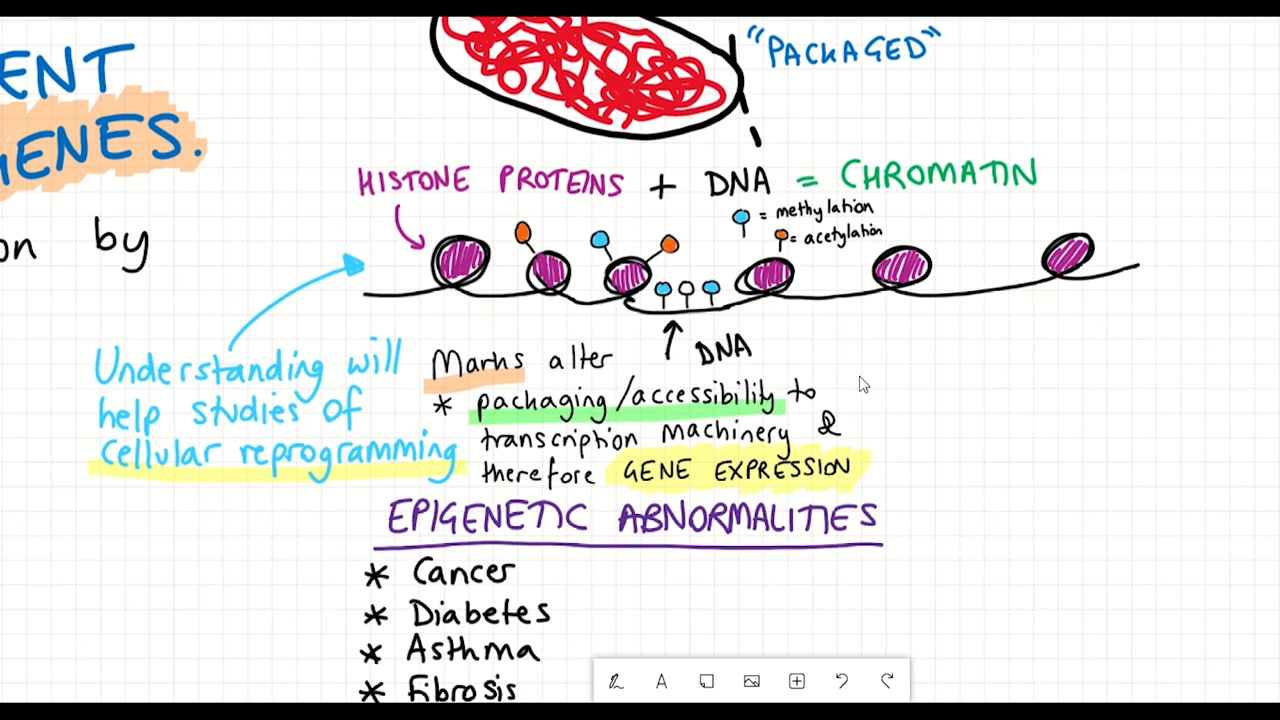 ENT
GENES.
on by
"PACKAGED"
HISTONE PROTEINS + DNA = CHROMATIN
= methylation
= acetylation
DNA
Understanding will
help studies of
cellular reprogramming
Marks alter
* packaging/accessibility to
transcription machinery &
therefore GENE EXPRESSION
EPIGENETIC ABNORMALITIES
* Cancer
* Diabetes
* Asthma
* Fibrosis
A